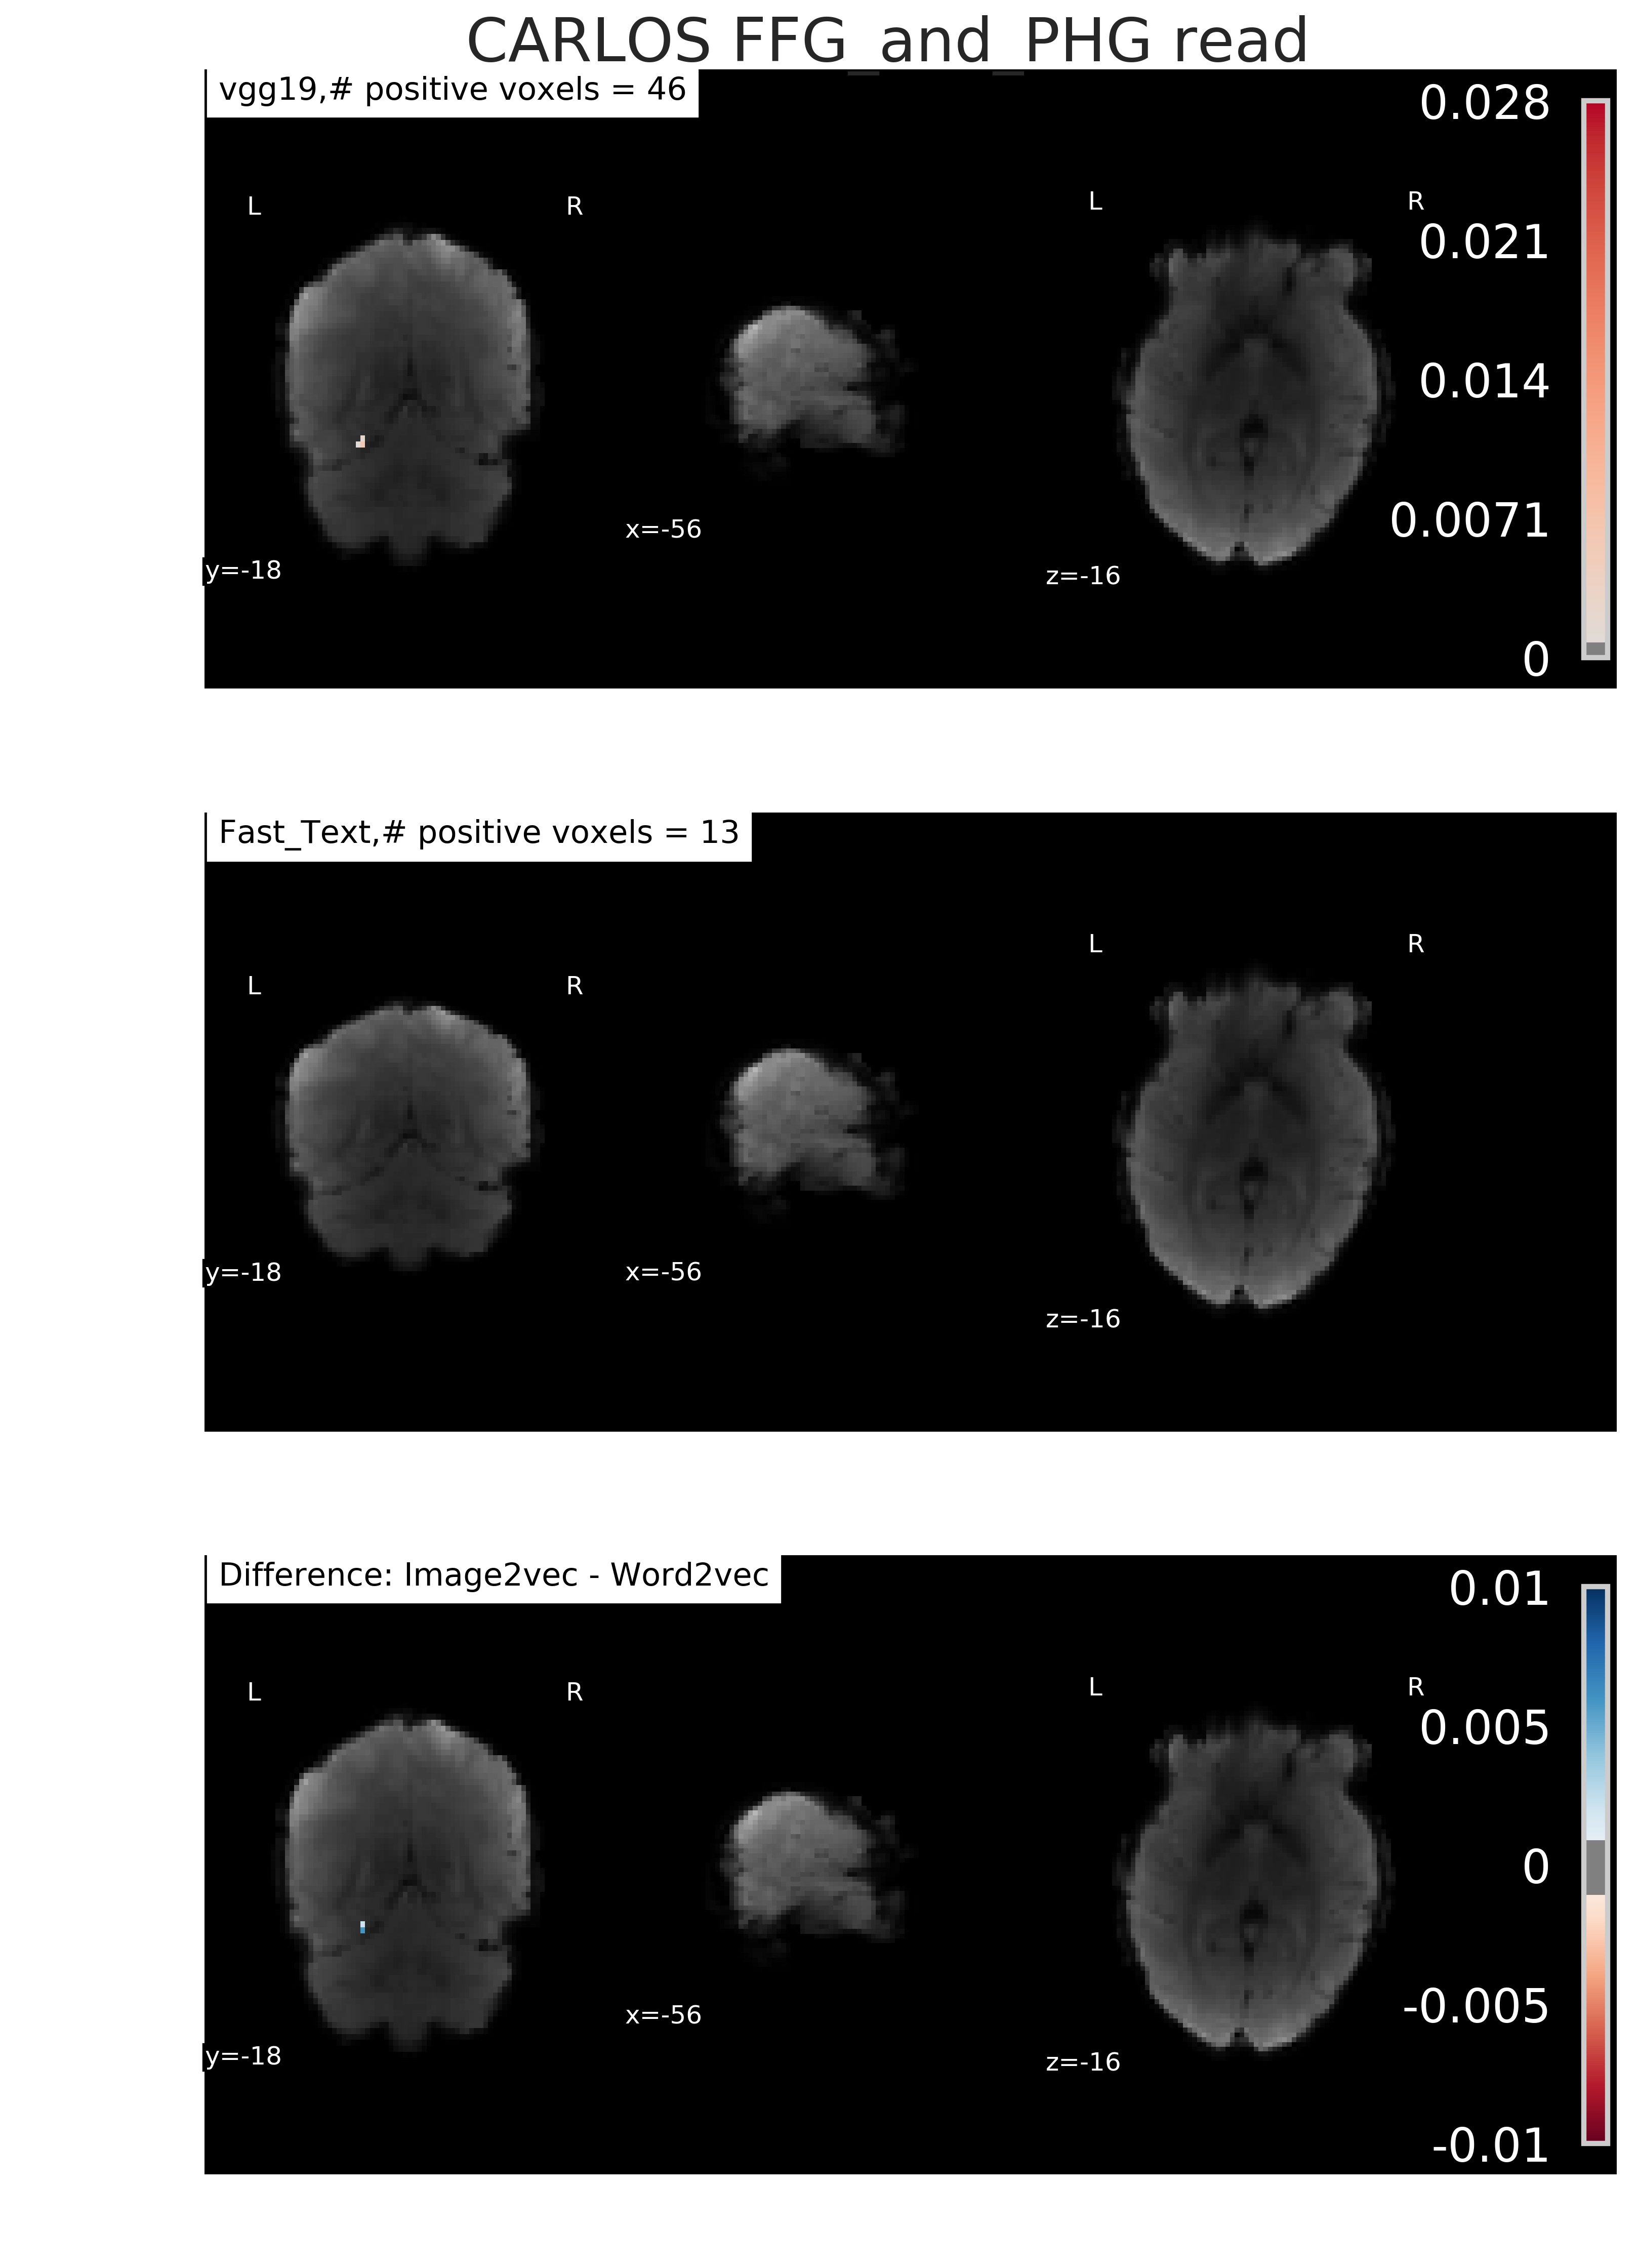 CARLOS FFG_and_PHG read
vgg19,# positive voxels = 46
0.028
L
R
L
R
0.021
0.014
0.0071
x=-56
y=-18
z=-16
0
Fast_Text,# positive voxels = 13
L
R
L
R
y=-18
x=-56
z=-16
Difference: Image2vec - Word2vec
0.01
L
R
L
R
0.005
0
-0.005
x=-56
y=-18
z=-16
-0.01